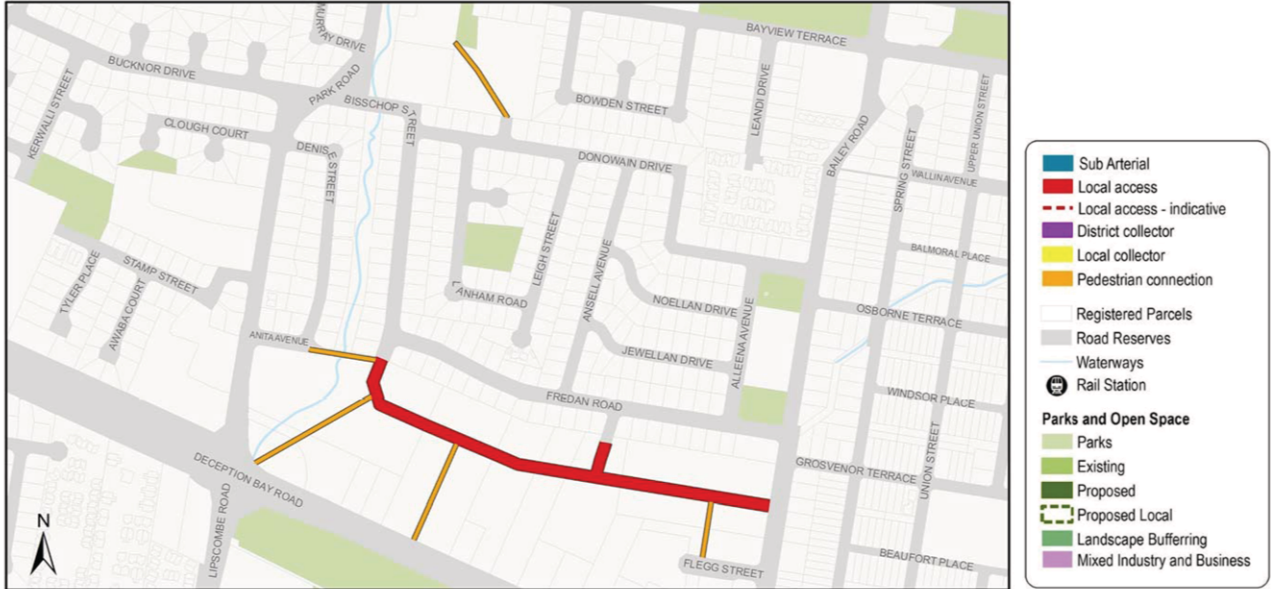 MURRAY DRIVE
BAYVIEW TERRACE
BUCKNOR DRIVE
PARK ROAD
BISSCHOP STREET
BOWDEN STREET
LEANDI DRIVE
UPPER UNION STREET
KERWALLI STREET
CLOUGH COURT
DENISE STREET
DONOWAIN DRIVE
BAILEY ROAD
SPRING STREET
WALLIN AVENUE
BALMORAL PLACE
TYLER PLACE
STAMP STREET
AWABA COURT
LANHAM ROAD
LEIGH STREET
ANSELL AVENUE
NOELLAN DRIVE
ALLEENA AVENUE
OSBORNE TERRACE
ANITA AVENUE
JEWELLAN DRIVE
FREDAN ROAD
WINDSOR PLACE
UNION STREET
GROSVENOR TERRACE
DECEPTION BAY ROAD
LIPSCOMBE ROAD
FLEGG STREET
BEAUFORT PLACE
N
Sub Arterial
Local access
Local access - indicative
District collector
Local collector
Pedestrian connection
Registered Parcels
Road Reserves
Waterways
Rail Station
Parks and Open Space
Parks
Existing
Proposed
Proposed Local
Landscape Bufferring
Mixed Industry and Business